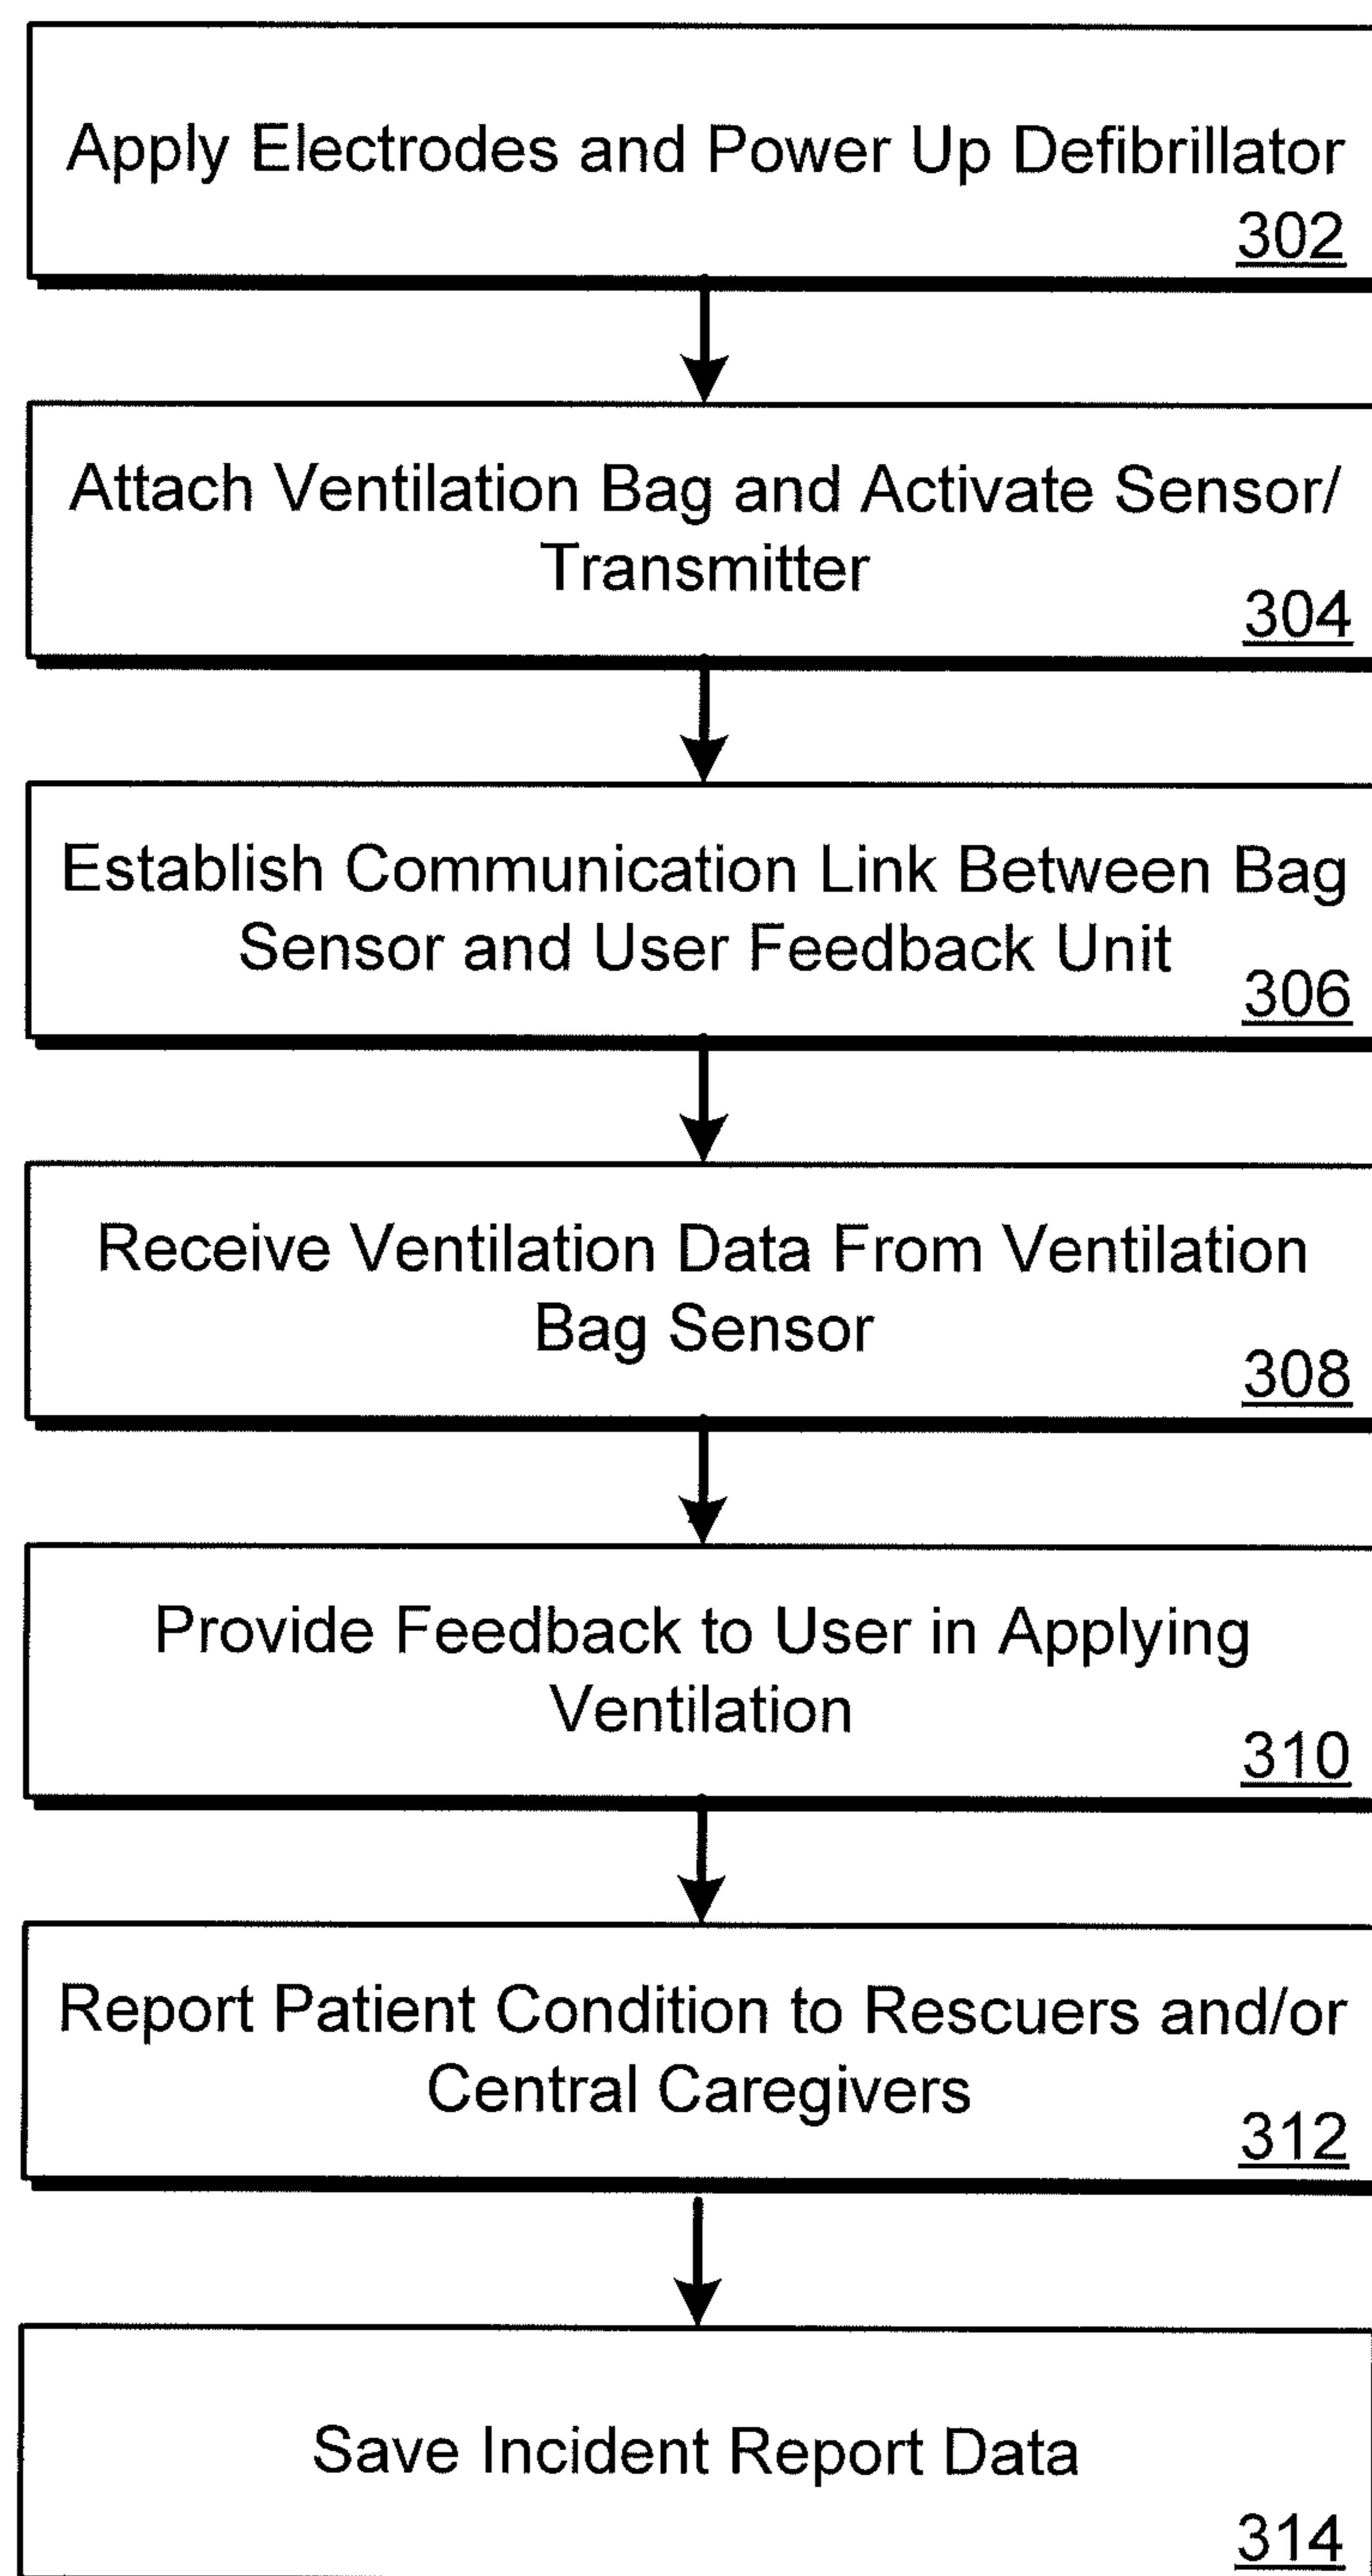 Apply Electrodes and Power Up Defibrillator
302
Attach Ventilation Bag and Activate Sensor/
Transmitter
304
Establish Communication Link Between Bag
Sensor and User Feedback Unit
306
Receive Ventilation Data From Ventilation
Bag Sensor
308
Provide Feedback to User in Applying
Ventilation
310
Report Patient Condition to Rescuers and/or
Central Caregivers
312
Save Incident Report Data
314